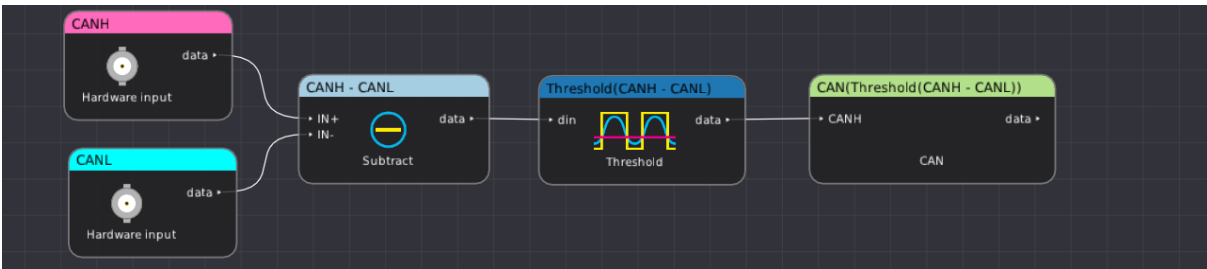 CANH
data
Hardware input
CANL
data
Hardware input
CANH - CANL
IN+
IN-
data
Subtract
Threshold(CANH - CANL)
din
data
Threshold
CAN(Threshold(CANH - CANL))
CANH
data
CAN